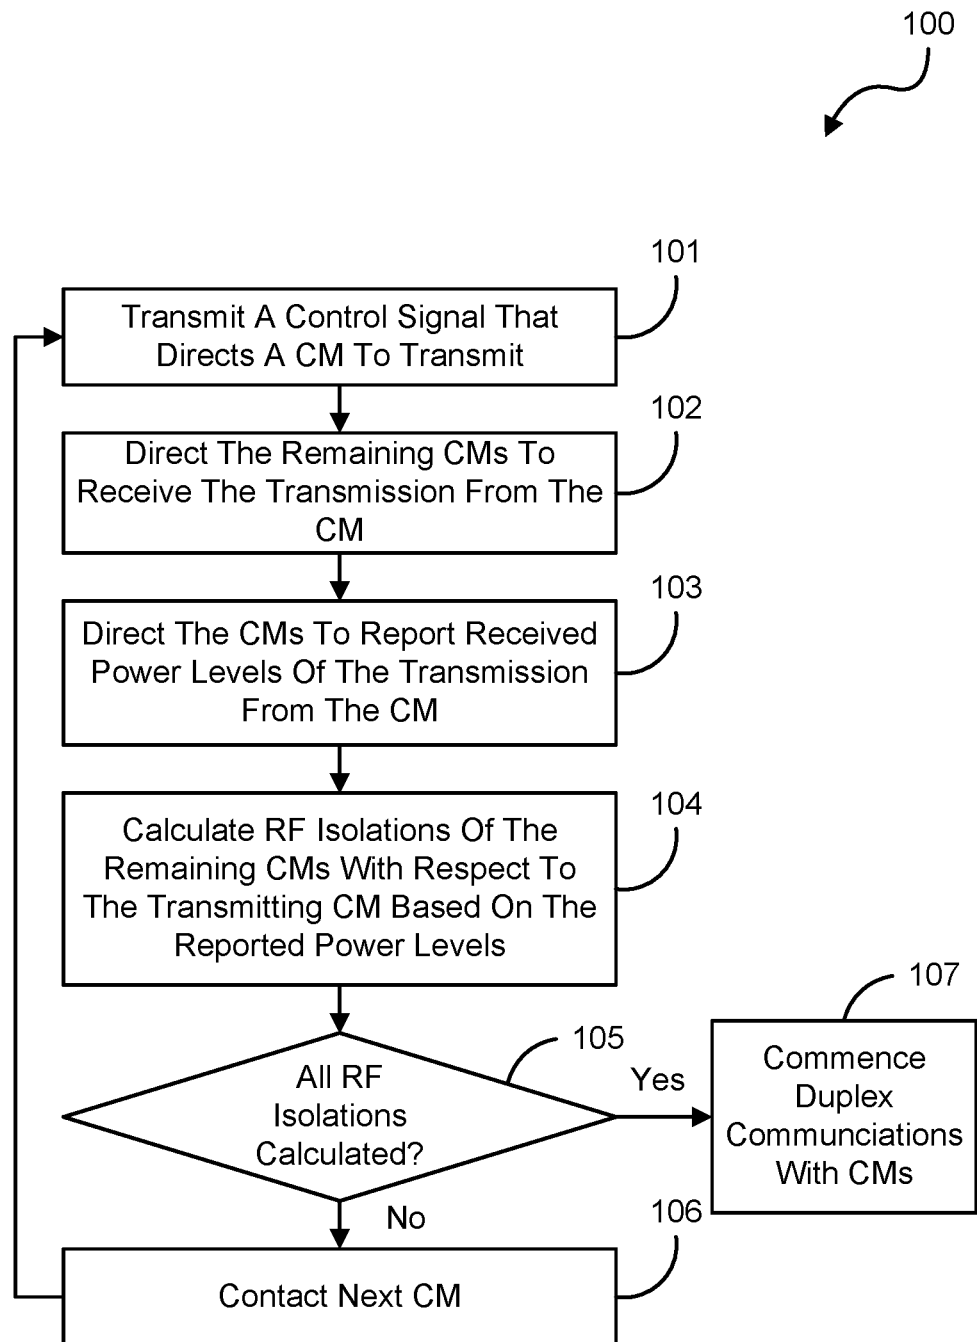 100
101
Transmit A Control Signal That
Directs A CM To Transmit
102
Direct The Remaining CMs To
Receive The Transmission From The
CM
103
Direct The CMs To Report Received
Power Levels Of The Transmission
From The CM
104
Calculate RF Isolations Of The
Remaining CMs With Respect To
The Transmitting CM Based On The
Reported Power Levels
105
All RF
Isolations
Calculated?
Yes
107
Commence
Duplex
Communciations
With CMs
No
106
Contact Next CM